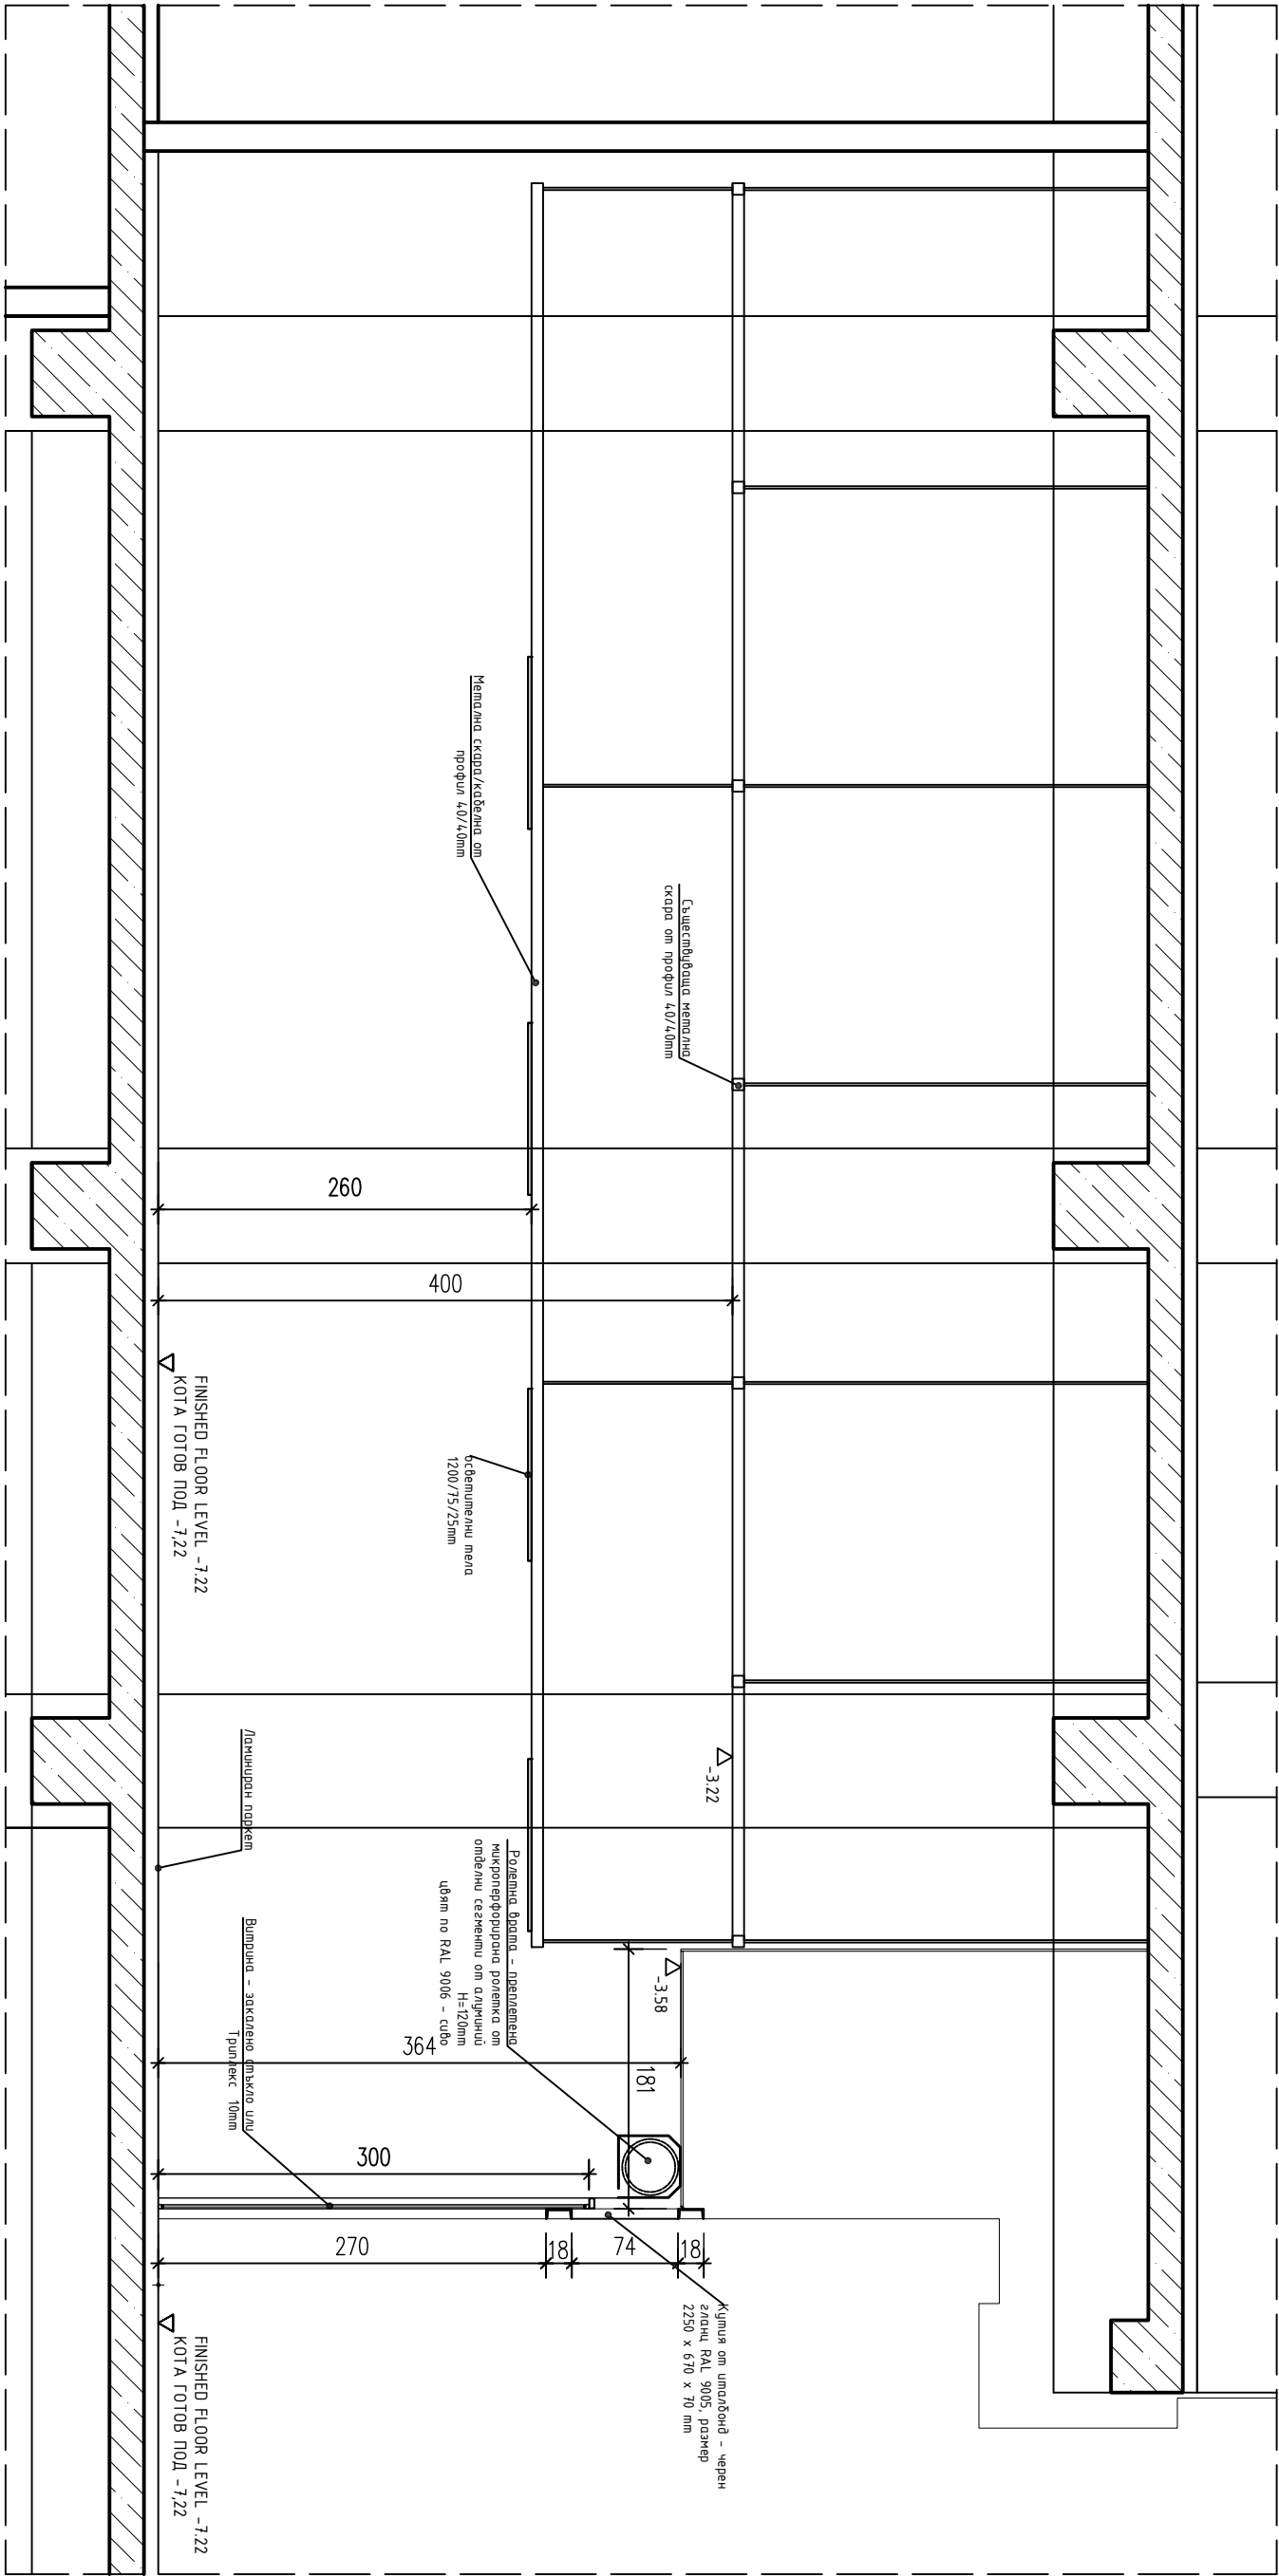 Метална скара/кабелна от
профил 40/40mm
Съществуваща метална
скара от профил 40/40mm
260
400
FINISHED FLOOR LEVEL -7.22
КОТА ГОТОВ ПОД -7,22
осветителни тела
1200/75/25mm
-3.22
Ламиниран паркет
Ролетна врата - преплетена
микроперфорирана ролетка от
отделни сегменти от алуминий
H=120mm
цвят по RAL 9006 - сиво
-3.58
364
181
Витрина - закалено стъкло или
Триплекс 10mm
300
270
18
74
18
Кутия от италбонд - черен
гланц RAL 9005, размер
2250 x 670 x 70 mm
FINISHED FLOOR LEVEL -7.22
КОТА ГОТОВ ПОД -7,22